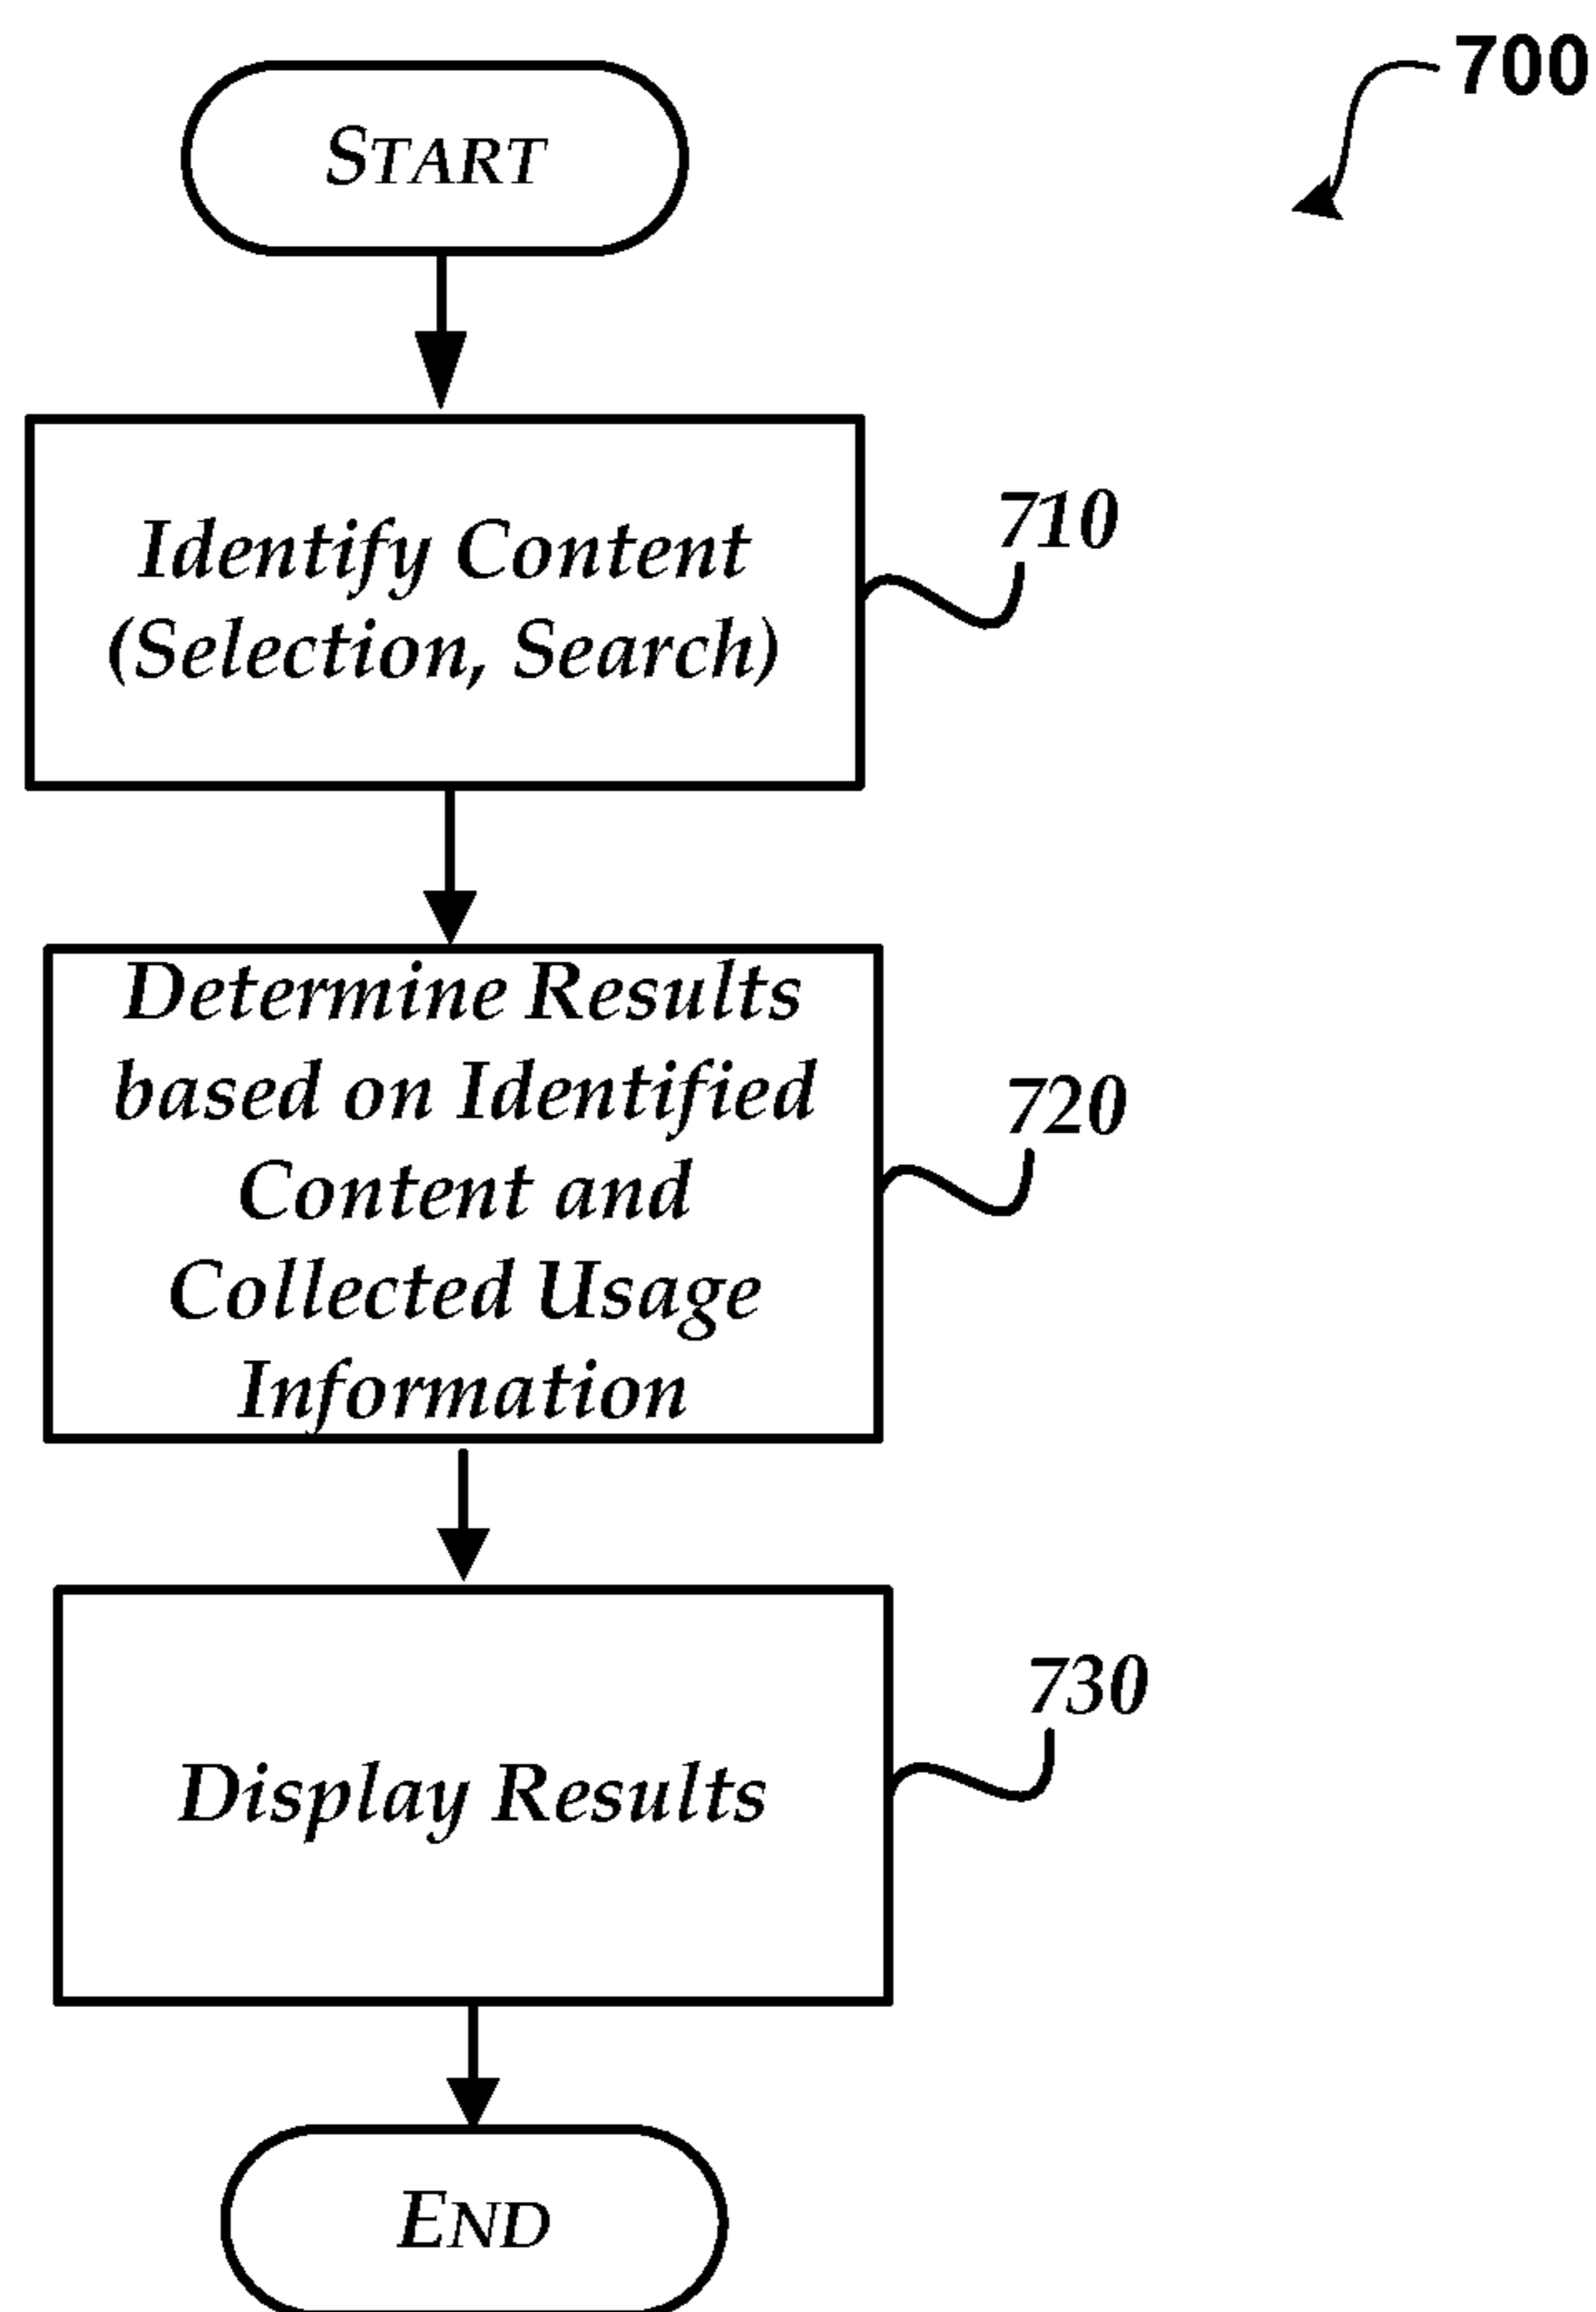 700
START
Identify Content
(Selection, Search)
710
Determine Results
based on Identified
Content and
Collected Usage
Information
720
Display Results
730
END